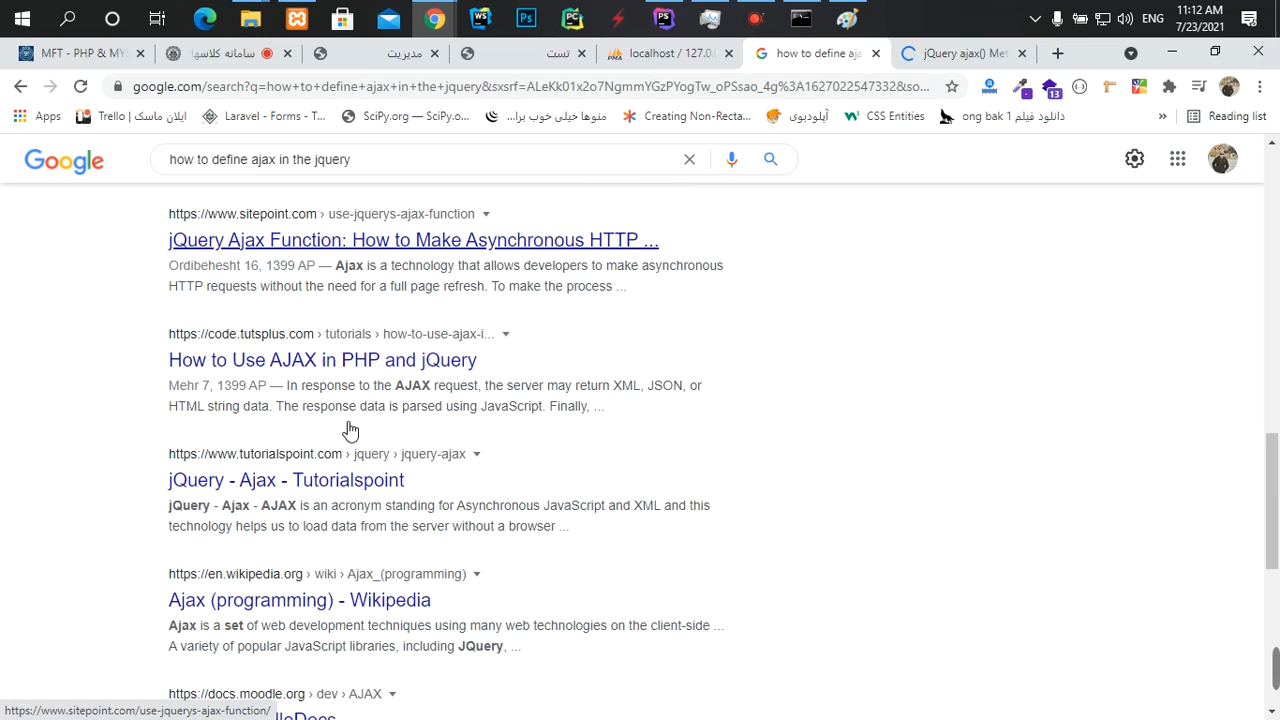 WS
Ps
PC
PS
ENG
11:12 AM
7/23/2021
MFT - PHP & MY
سامانه کلاسها
مدیریت
تست
localhost / 127.0.
how to define aja
jQuery ajax() Met
google.com/search?q=how+to+define+ajax+in+the+jquety&sxsrf=ALeKk01x2o7NgmmYGzPYogTw_oPSsao_4g%3A1627022547332&so...
13
Apps
ایلان ماسک | Trello
Laravel - Forms - T...
SciPy.org — SciPy.o...
منوها خیلی خوب برا...
Creating Non-Recta...
آپلودبوی
CSS Entities
دانلود فیلم ong bak 1
»
Reading list
Google
how to define ajax in the jquery
https://www.sitepoint.com › use-jquerys-ajax-function
jQuery Ajax Function: How to Make Asynchronous HTTP ...
Ordibehesht 16, 1399 AP — Ajax is a technology that allows developers to make asynchronous
HTTP requests without the need for a full page refresh. To make the process ...
https://code.tutsplus.com › tutorials › how-to-use-ajax-i...
How to Use AJAX in PHP and jQuery
Mehr 7, 1399 AP — In response to the AJAX request, the server may return XML, JSON, or
HTML string data. The response data is parsed using JavaScript. Finally, ...
https://www.tutorialspoint.com › jquery › jquery-ajax
jQuery - Ajax - Tutorialspoint
jQuery - Ajax - AJAX is an acronym standing for Asynchronous JavaScript and XML and this
technology helps us to load data from the server without a browser ...
https://en.wikipedia.org › wiki › Ajax_(programming)
Ajax (programming) - Wikipedia
Ajax is a set of web development techniques using many web technologies on the client-side ...
A variety of popular JavaScript libraries, including JQuery, ...
https://docs.moodle.org › dev › AJAX
https://www.sitepoint.com/use-jquerys-ajax-function/